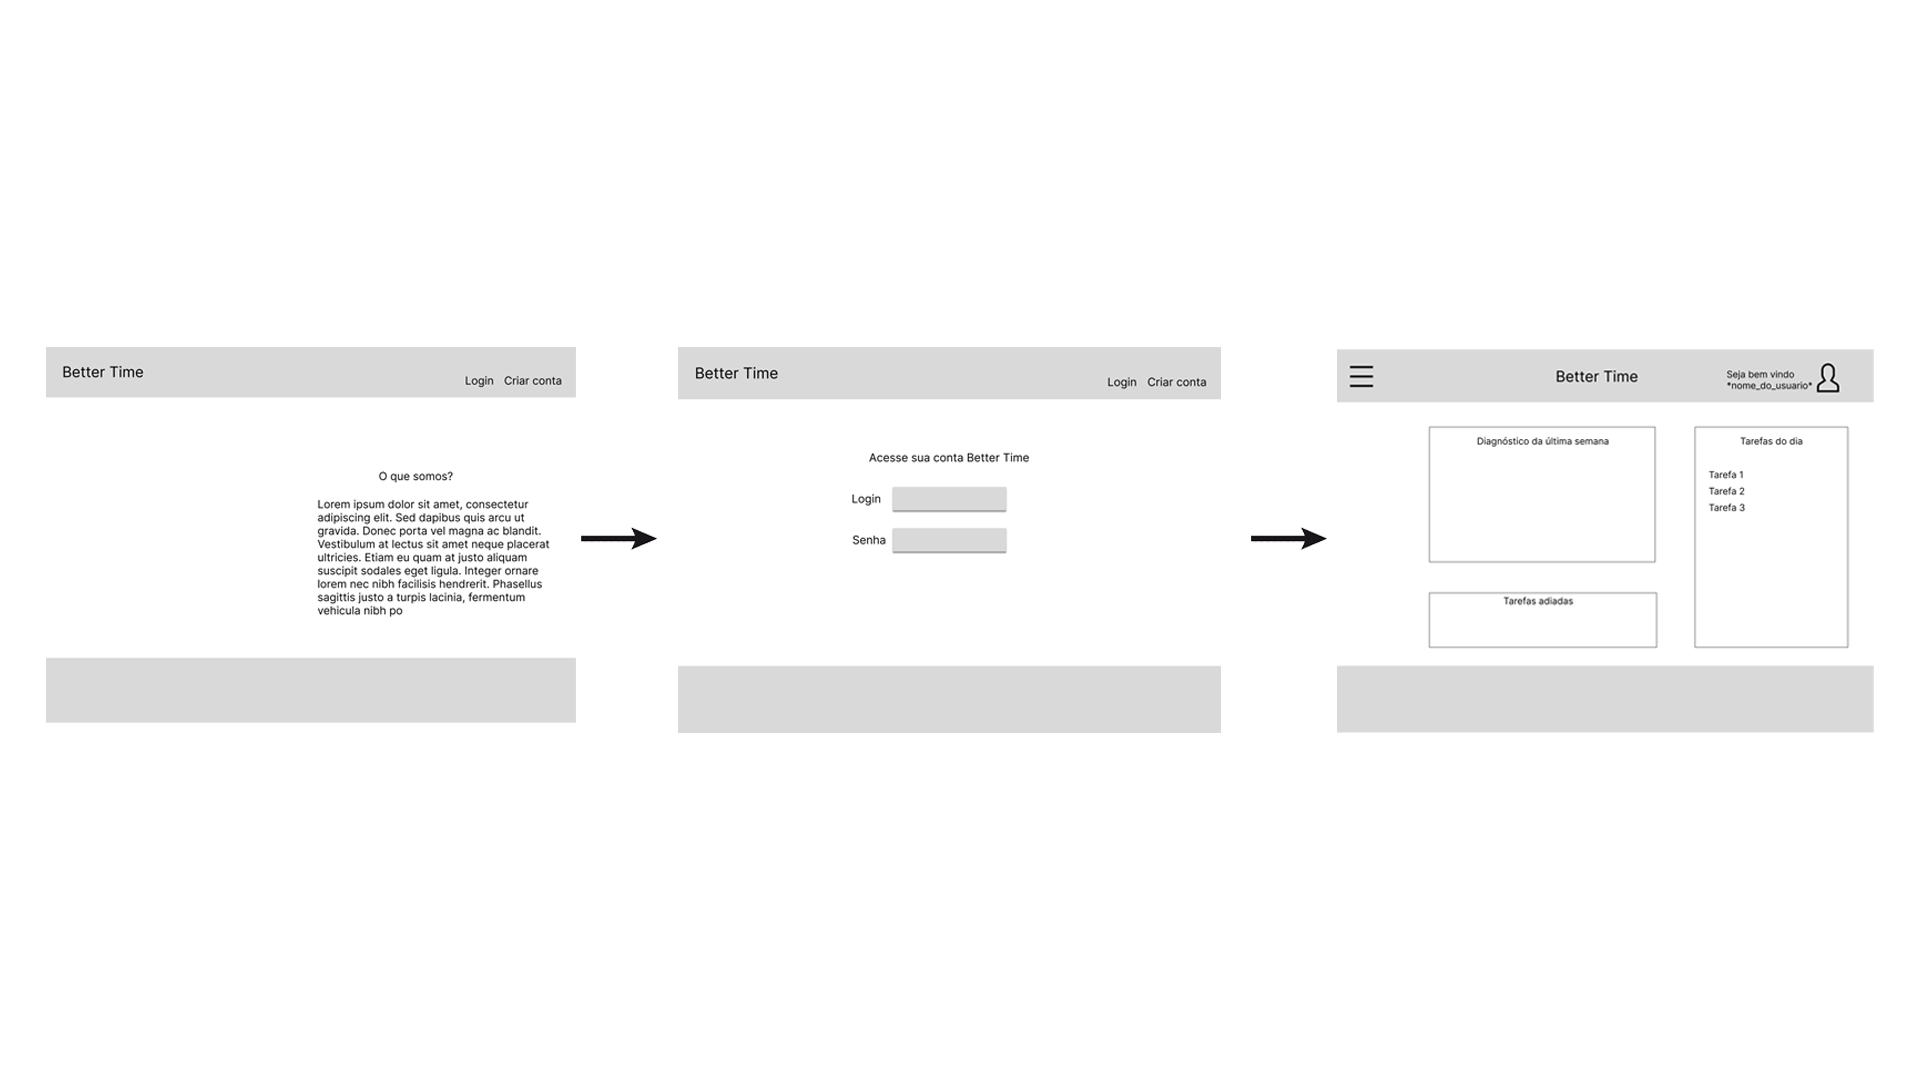 Better Time
Login Criar conta
O que somos?
Lorem ipsum dolor sit amet, consectetur
adipiscing elit. Sed dapibus quis arcu ut
gravida. Donec porta vel magna ac blandit.
Vestibulum at lectus sit amet neque placerat
ultricies. Etiam eu quam at justo aliquam
suscipit sodales eget ligula. Integer ornare
lorem nec nibh facilisis hendrerit. Phasellus
sagittis justo a turpis lacinia, fermentum
vehicula nibh po
Better Time
Login Criar conta
Acesse sua conta Better Time
Login
Senha
Better Time
Seja bem vindo
*nome_do_usuario*
Diagnóstico da última semana
Tarefas adiadas
Tarefas do dia
Tarefa 1
Tarefa 2
Tarefa 3